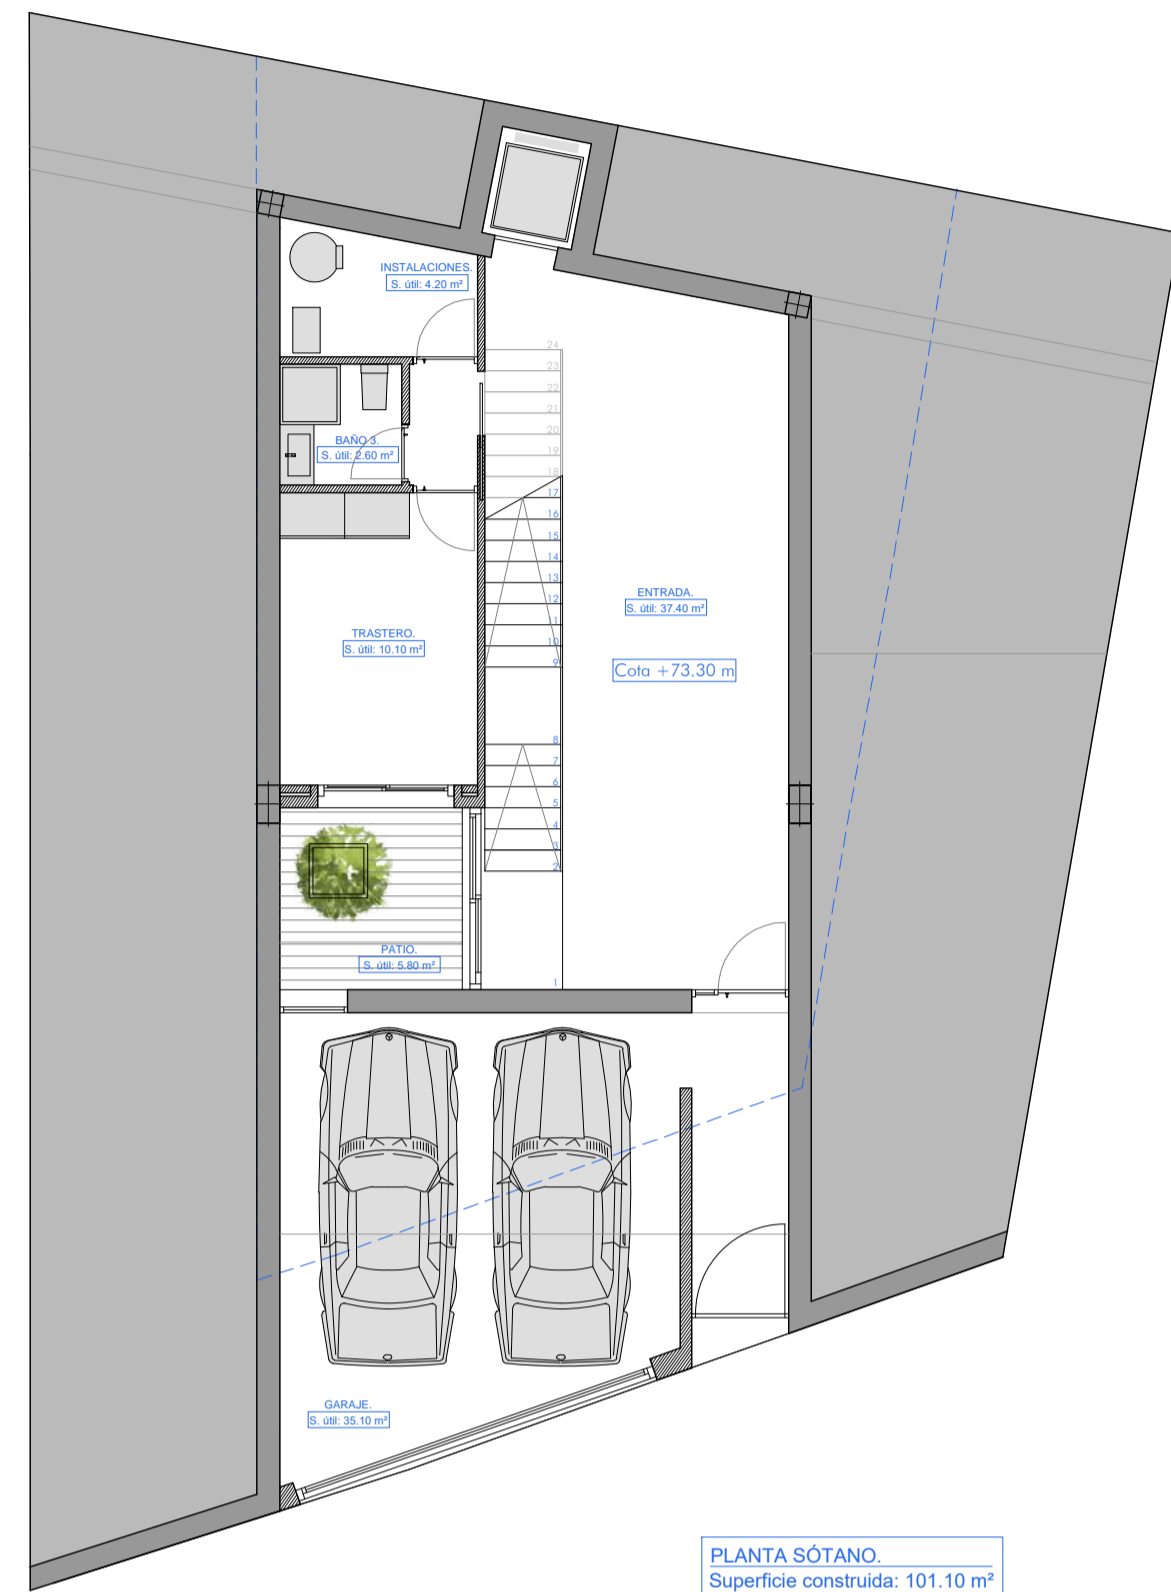 INSTALACIONES.
S. útil: 4.20 m²
24
23
22
21
20
19
18
17
16
15
14
13
12
11
10
9
8
7
6
5
4
3
2
1
BAÑO 3.
S. útil: 2.60 m²
ENTRADA.
S. útil: 37.40 m²
Cota +73.30 m
TRASTERO.
S. útil: 10.10 m²
PATIO.
S. útil: 5.80 m²
GARAJE.
S. útil: 35.10 m²
PLANTA SÓTANO.
Superficie construida: 101.10 m²